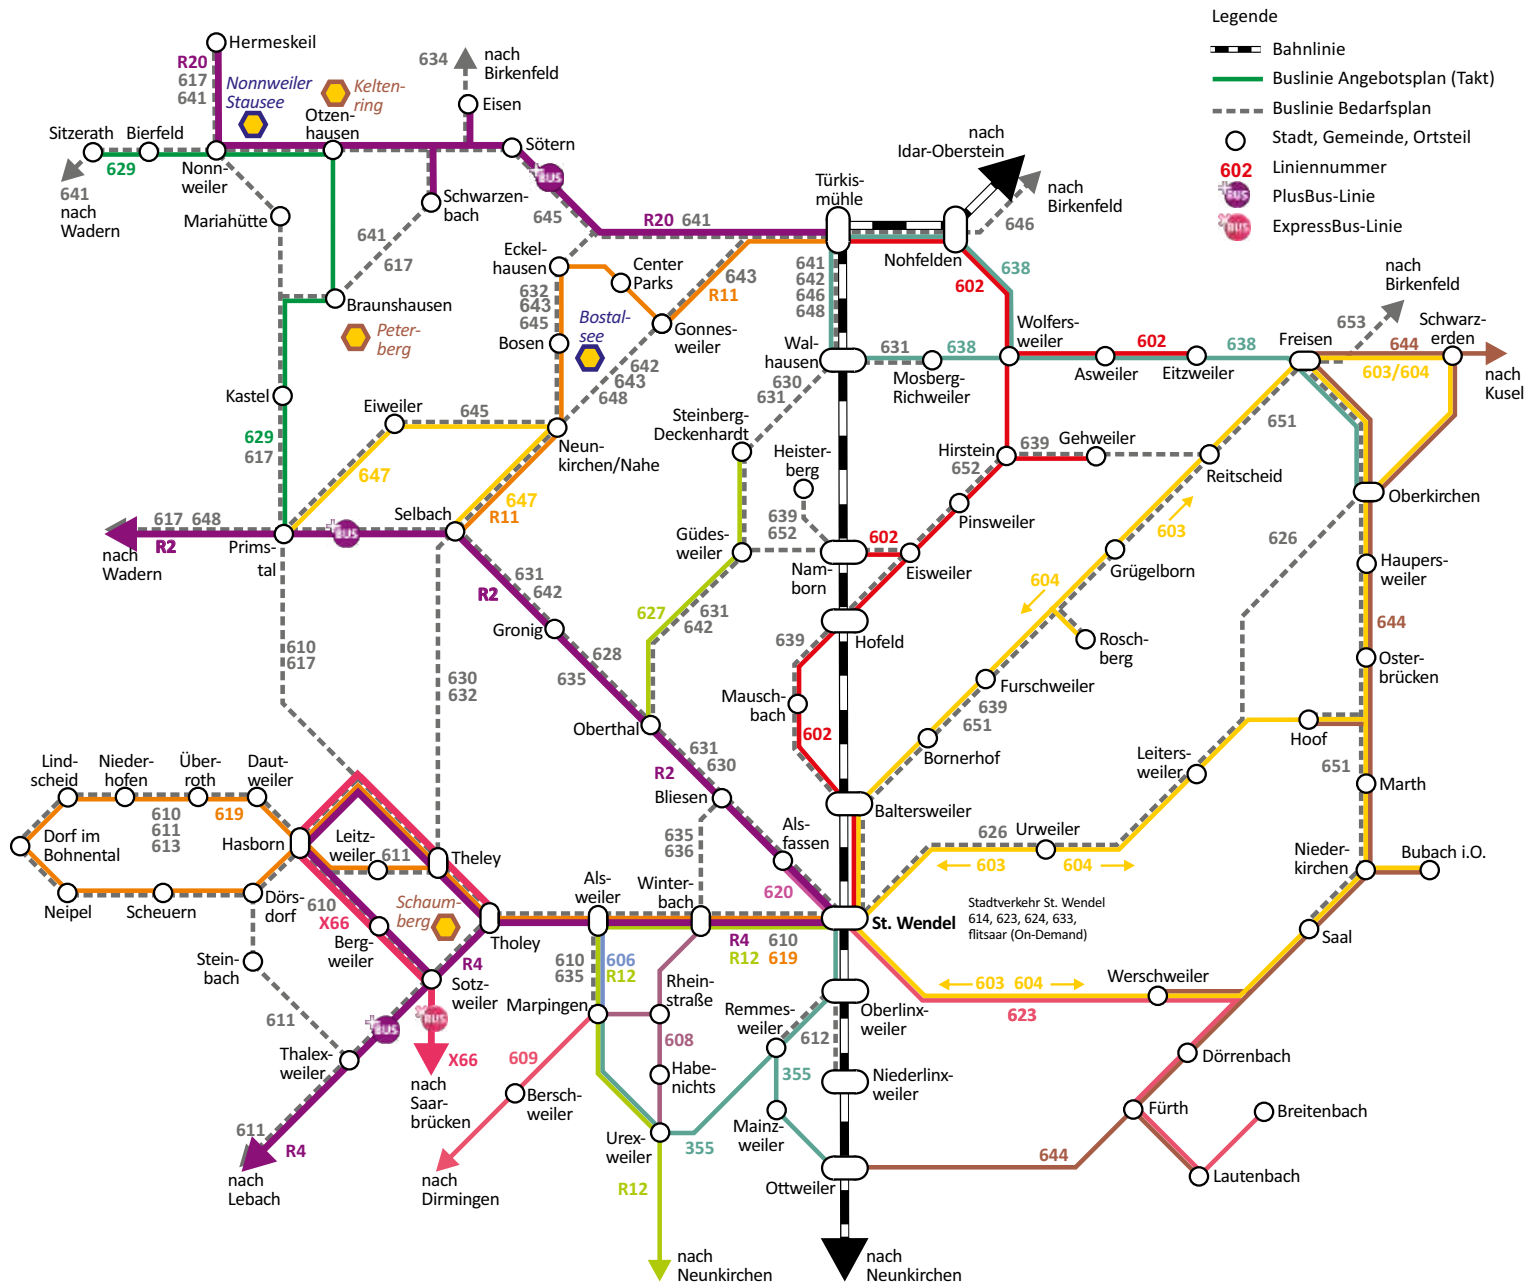 Legende
Bahnlinie
Buslinie Angebotsplan (Takt)
Buslinie Bedarfsplan
Stadt, Gemeinde, Ortsteil
602 Liniennummer
+BUS PlusBus-Linie
BUS ExpressBus-Linie
Hermeskeil
R20
617
641
Nonnweiler
Stausee
Kelten-
ring
634
nach
Birkenfeld
Eisen
Otzen-
hausen
Sitzerath
Bierfeld
629
641
nach
Wadern
Nonn-
weiler
Sötern
+BUS
Mariahütte
Schwarzen-
bach
645
R20 641
641
617
Braunshausen
Peter-
berg
Eckel-
hausen
Center
Parks
632
643
645
Bostal-
see
Bosen
Gonnes-
weiler
643
R11
642
643
648
Türkis-
mühle
nach
Idar-Oberstein
nach
Birkenfeld
646
Nohfelden
638
602
641
642
646
648
Wal-
hausen
631
638
Mosberg-
Richweiler
Wolfers-
weiler
602
Asweiler
Eitzweiler
638
Freisen
653
nach
Birkenfeld
Schwarz-
erden
644
603/604
nach
Kusel
651
Kastel
629
617
Eiweiler
645
647
Neun-
kirchen/Nahe
647
R11
Selbach
617 648
R2
nach
Wadern
+BUS
Prims-
tal
630
631
Steinberg-
Deckenhardt
Heister-
berg
639
652
Güdes-
weiler
Nam-
born
602
Eisweiler
Pinsweiler
Hirstein
652
639
Gehweiler
Reitscheid
Oberkirchen
603
626
Grügelborn
604
Rosch-
berg
Haupers-
weiler
644
Oster-
brücken
R2
631
642
Gronig
628
635
627
631
642
Hofeld
639
Mausch-
bach
602
Furschweiler
639
651
Bornerhof
610
617
630
632
Oberthal
631
630
R2
Bliesen
635
636
Baltersweiler
Als-
fassen
620
Hoof
Leiters-
weiler
651
Marth
626
Urweiler
603
604
Nieder-
kirchen
Bubach i.O.
Saal
Lind-
scheid
Nieder-
hofen
Über-
roth
Daut-
weiler
610
611
613
619
Dorf im
Bohnental
Neipel
Scheuern
Dörs-
dorf
Hasborn
Leitz-
weiler
611
Theley
610
X66
Schaum-
berg
Berg-
weiler
Tholey
R4
Sotz-
weiler
Stein-
bach
611
+BUS
BUS
Thalex-
weiler
X66
nach
Saar-
brücken
611
R4
nach
Lebach
Als-
weiler
Winter-
bach
R4 610
R12 619
St. Wendel
Stadtverkehr St. Wendel
614, 623, 624, 633,
flitsaar (On-Demand)
610
635
606
R12
Marpingen
Rhein-
straße
608
Habe-
nichts
609
Bersch-
weiler
nach
Dirmingen
Urex-
weiler
R12
nach
Neunkirchen
355
Remmes-
weiler
612
355
Mainz-
weiler
Oberlinx-
weiler
Niederlinx-
weiler
Ottweiler
nach
Neunkirchen
603 604
623
Werschweiler
Dörrenbach
Fürth
Breitenbach
Lautenbach
644